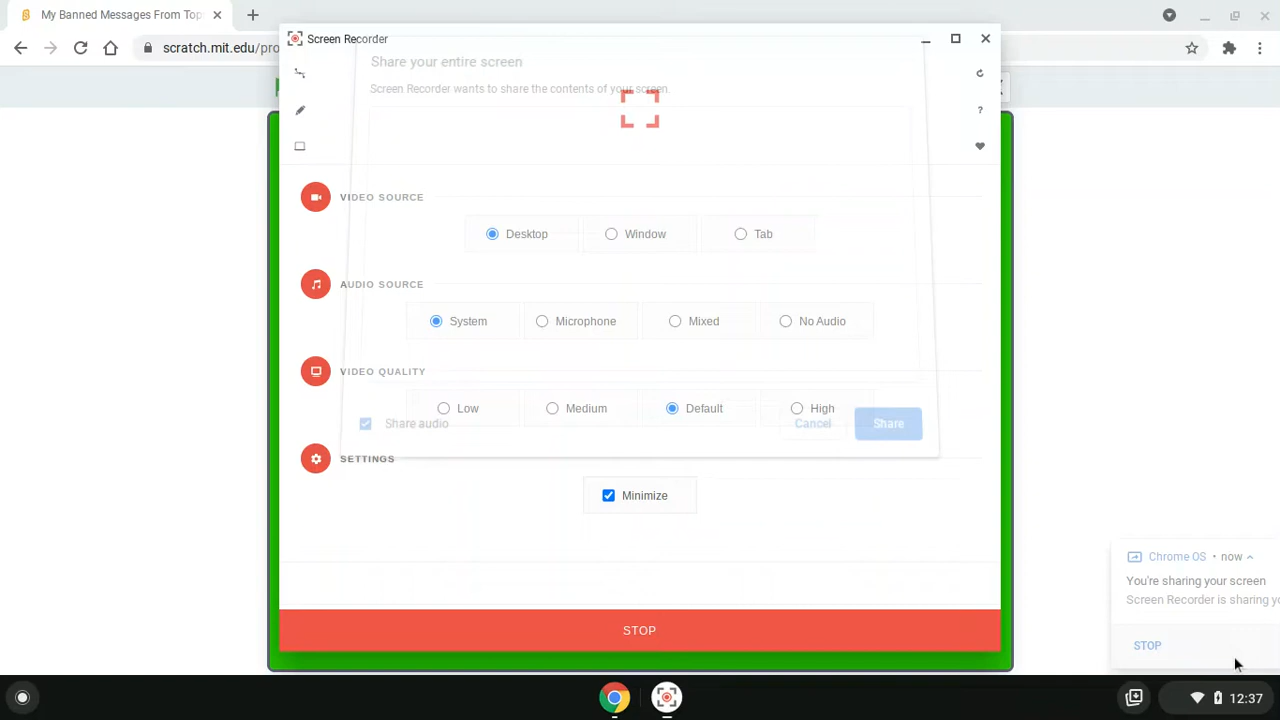 My Banned Messages From Top
scratch.mit.edu/pro
Screen Recorder
Share your entire screen
Screen Recorder wants to share the contents of your screen.
VIDEO SOURCE
Desktop
Window
Tab
AUDIO SOURCE
System
Microphone
Mixed
No Audio
VIDEO QUALITY
Low
Medium
Default
High
Share audio
Cancel
Share
SETTINGS
Minimize
STOP
Chrome OS • now
You're sharing your screen
Screen Recorder is sharing yo
STOP
12:37